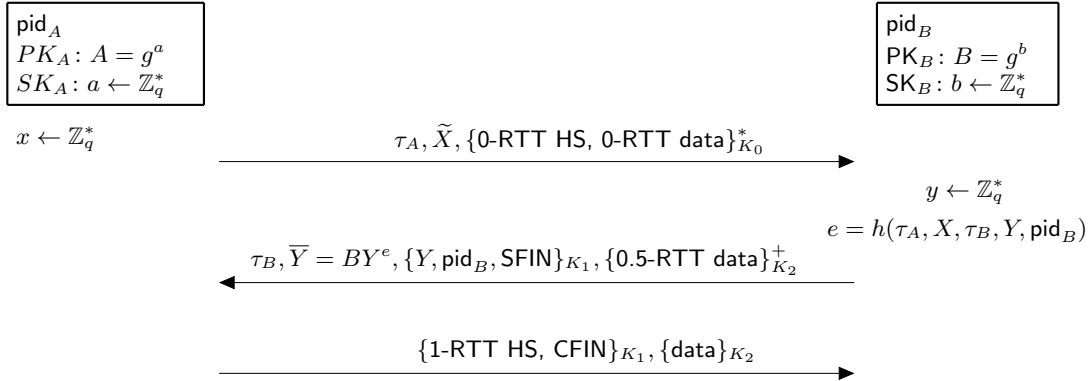 pid_A
PK_A: A = g^a
SK_A: a ← ℤ_q^*
pid_B
PK_B: B = g^b
SK_B: b ← ℤ_q^*
x ← ℤ_q^*
τ_A, X̃, {0-RTT HS, 0-RTT data}^*_{K_0}
y ← ℤ_q^*
e = h(τ_A, X, τ_B, Y, pid_B)
τ_B, Y̅ = BY^e, {Y, pid_B, SFIN}_{K_1}, {0.5-RTT data}^+_{K_2}
{1-RTT HS, CFIN}_{K_1}, {data}_{K_2}